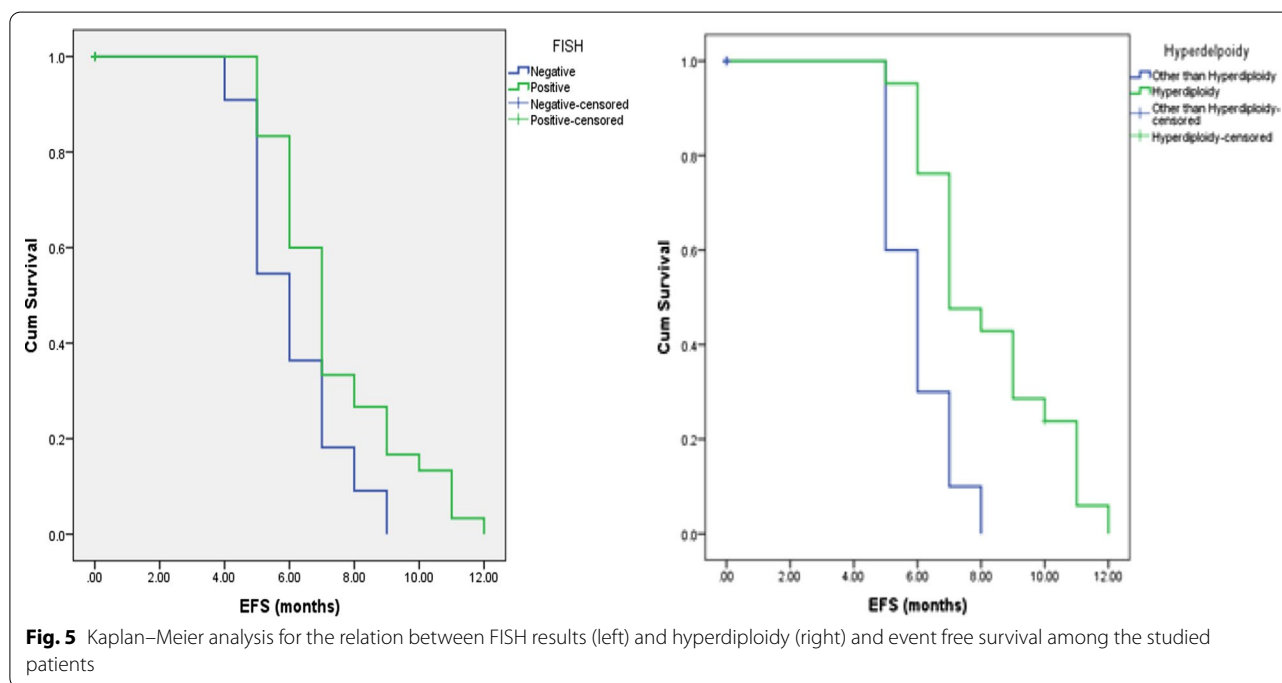 FISH
Negative
Positive
Negative-censored
Positive-censored
1.0
0.8
0.6
0.4
0.2
0.0
Cum Survival
.00 2.00 4.00 6.00 8.00 10.00 12.00
EFS (months)
Hyperdelpoidy
Other than Hyperdiploidy
Hyperdiploidy
Other than Hyperdiploidy-
censored
Hyperdiploidy-censored
1.0
0.8
0.6
0.4
0.2
0.0
Cum Survival
.00 2.00 4.00 6.00 8.00 10.00 12.00
EFS (months)
Fig. 5 Kaplan–Meier analysis for the relation between FISH results (left) and hyperdiploidy (right) and event free survival among the studied
patients